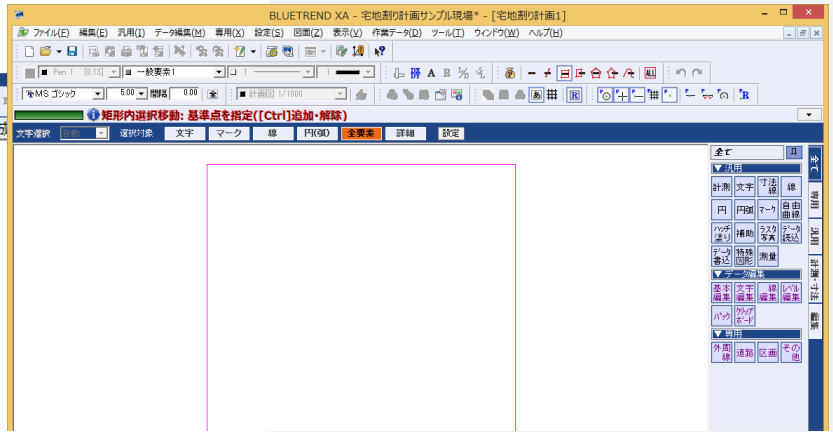 BLUETREND XA - 宅地割り計画サンプル現場* - [宅地割り計画1]
ファイル(F) 編集(E) 汎用(I) データ編集(M) 専用(X) 設定(S) 図面(Z) 表示(V) 作業データ(D) ツール(T) ウィンドウ(W) ヘルプ(H)
Pen 1 [0.13] 一般要素1 1 1 A B ALL
MS ゴシック 5.00 間隔 0.00 全 計画図 1/1000 あ R R
矩形内選択移動: 基準点を指定([Ctrl]追加・解除)
文字選択 自動 選択対象 文字 マーク 線 円(弧) 全要素 詳細 設定
全て
▼ 汎用
計測 文字 寸法線 線
円 円弧 マーク 自由曲線
ハッチ塗り 補助 ラスタ写真 データ読込
データ書込 特殊図形 測量
▼ データ編集
基本編集 文字編集 線編集 レベル編集
パック クリップボード
▼ 専用
外周線 道路 区画 その他
全て
専用
汎用
計測・寸法
編集